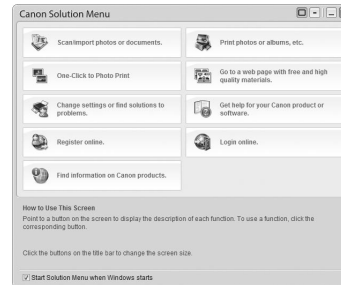 Canon Solution Menu
Scan/Import photos or documents.
Print photos or albums, etc.
One-Click to Photo Print
Go to a web page with free and high
quality materials.
Change settings or find solutions to
problems.
Get help for your Canon product or
software.
Register online.
Login online.
Find information on Canon products.
How to Use This Screen
Point to a button on the screen to display the description of each function. To use a function, click the
corresponding button.
Click the buttons on the title bar to change the screen size.
Start Solution Menu when Windows starts